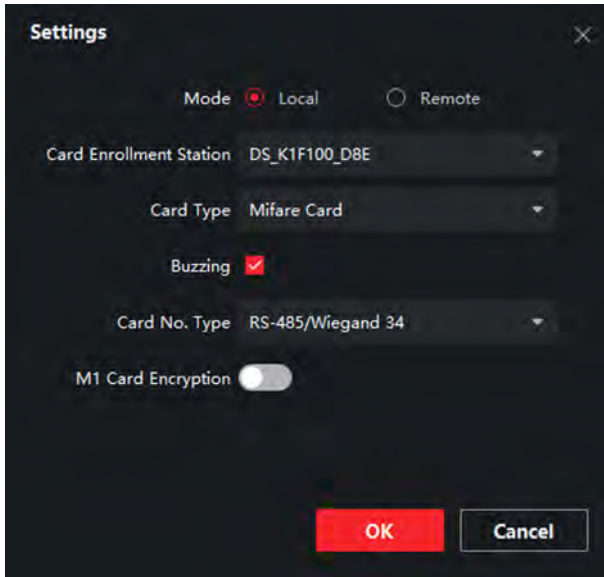 Settings
Mode Local Remote
Card Enrollment Station DS_K1F100_D8E
Card Type Mifare Card
Buzzing
Card No. Type RS-485/Wiegand 34
M1 Card Encryption
OK Cancel